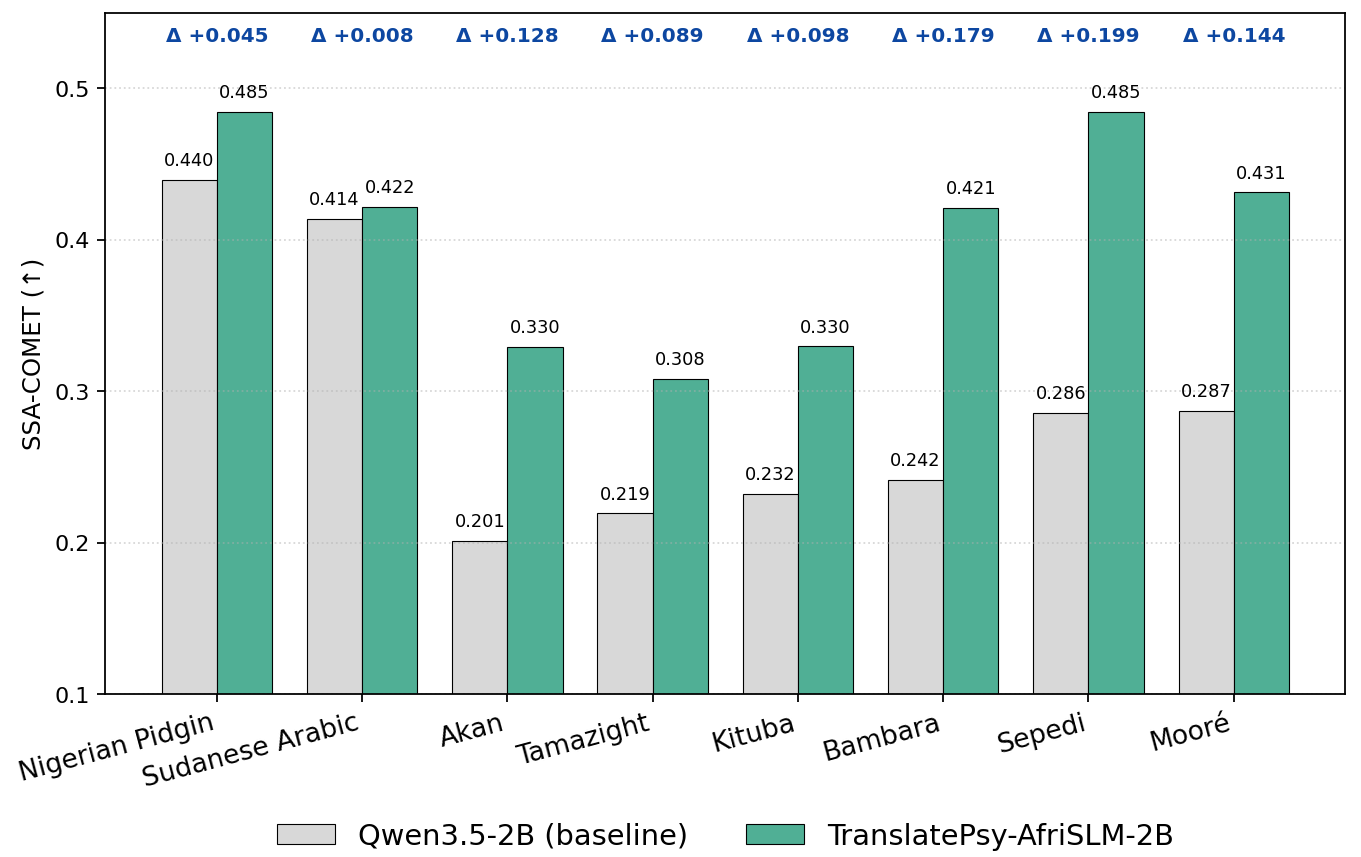 Δ +0.045 Δ +0.008 Δ +0.128 Δ +0.089 Δ +0.098 Δ +0.179 Δ +0.199 Δ +0.144
SSA-COMET (↑)
0.5
0.4
0.3
0.2
0.1
0.440 0.485
0.414 0.422
0.201 0.330
0.219 0.308
0.232 0.330
0.242 0.421
0.286 0.485
0.287 0.431
Nigerian Pidgin
Sudanese Arabic
Akan
Tamazight
Kituba
Bambara
Sepedi
Mooré
Qwen3.5-2B (baseline)
TranslatePsy-AfriSLM-2B